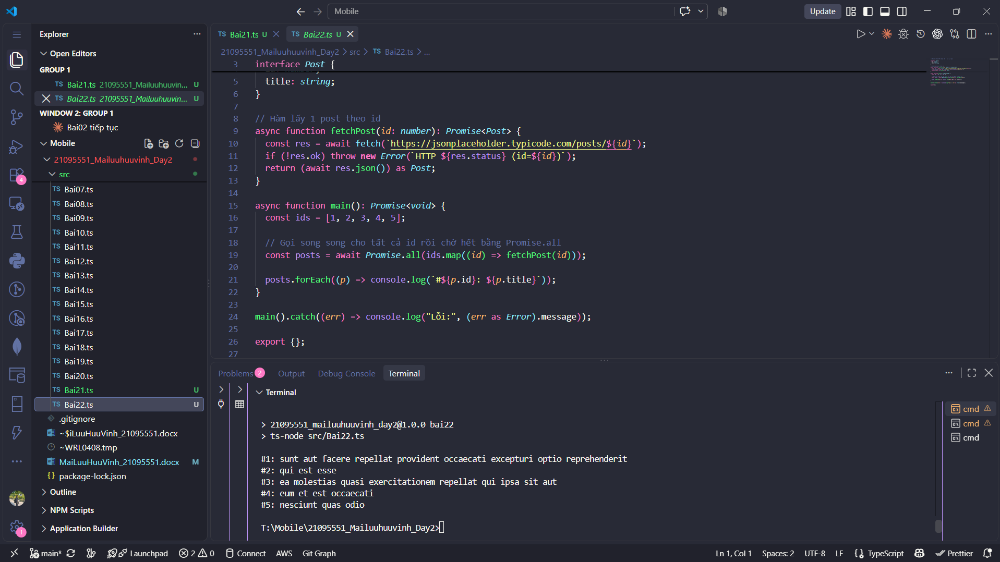 Mobile
Update
Explorer
Open Editors
GROUP 1
TS Bai21.ts 21095551_Mailuuhuuvin... U
TS Bai22.ts 21095551_Mailuuhuuvin... U
WINDOW 2: GROUP 1
Bai02 tiếp tục
Mobile
21095551_Mailuuhuuvinh_Day2
src
TS Bai07.ts
TS Bai08.ts
TS Bai09.ts
TS Bai10.ts
TS Bai11.ts
TS Bai12.ts
TS Bai13.ts
TS Bai14.ts
TS Bai15.ts
TS Bai16.ts
TS Bai17.ts
TS Bai18.ts
TS Bai19.ts
TS Bai20.ts
TS Bai21.ts U
TS Bai22.ts U
.gitignore
~$iLuuHuuVinh_21095551.docx
~WRL0408.tmp
MaiLuuHuuVinh_21095551.docx M
{} package-lock.json
Outline
NPM Scripts
Application Builder
4
1
TS Bai21.ts U
TS Bai22.ts U
21095551_Mailuuhuuvinh_Day2 > src > TS Bai22.ts > ...
3 interface Post {
5 title: string;
6 }
7
8 // Hàm lấy 1 post theo id
9 async function fetchPost(id: number): Promise<Post> {
10 const res = await fetch(`https://jsonplaceholder.typicode.com/posts/${id}`);
11 if (!res.ok) throw new Error(`HTTP ${res.status} (id=${id})`);
12 return (await res.json()) as Post;
13 }
14
15 async function main(): Promise<void> {
16 const ids = [1, 2, 3, 4, 5];
17
18 // Gọi song song cho tất cả id rồi chờ hết bằng Promise.all
19 const posts = await Promise.all(ids.map((id) => fetchPost(id)));
20
21 posts.forEach((p) => console.log(`#${p.id}: ${p.title}`));
22 }
23
24 main().catch((err) => console.log("Lỗi:", (err as Error).message));
25
26 export {};
27
Problems 2 Output Debug Console Terminal
Terminal
> 21095551_mailuuhuuvinh_day2@1.0.0 bai22
> ts-node src/Bai22.ts
#1: sunt aut facere repellat provident occaecati excepturi optio reprehenderit
#2: qui est esse
#3: ea molestias quasi exercitationem repellat qui ipsa sit aut
#4: eum et est occaecati
#5: nesciunt quas odio
T:\Mobile\21095551_Mailuuhuuvinh_Day2>
cmd
cmd
cmd
main* Launchpad 2 0 Connect AWS Git Graph Ln 1, Col 1 Spaces: 2 UTF-8 LF {} TypeScript Prettier